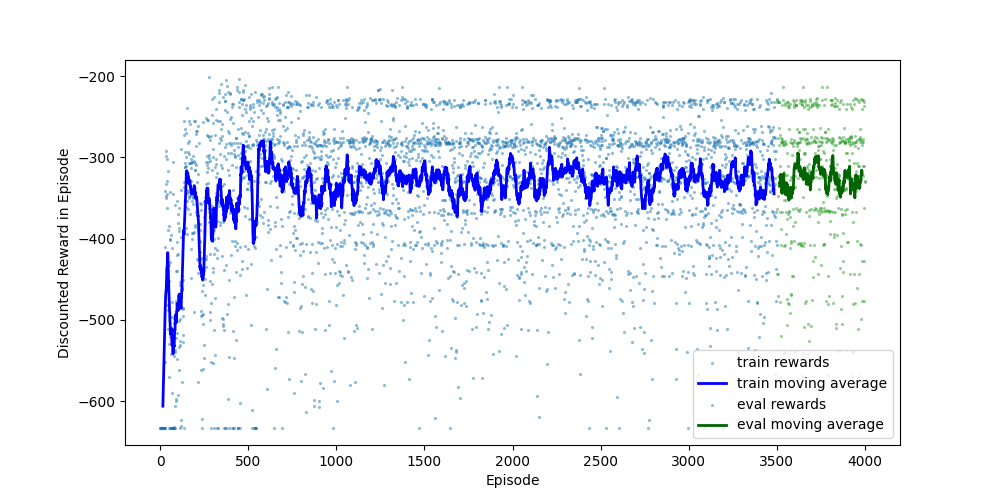 Discounted Reward in Episode
−200
−300
−400
−500
−600
0
500
1000
1500
2000
2500
3000
3500
4000
Episode
train rewards
train moving average
eval rewards
eval moving average